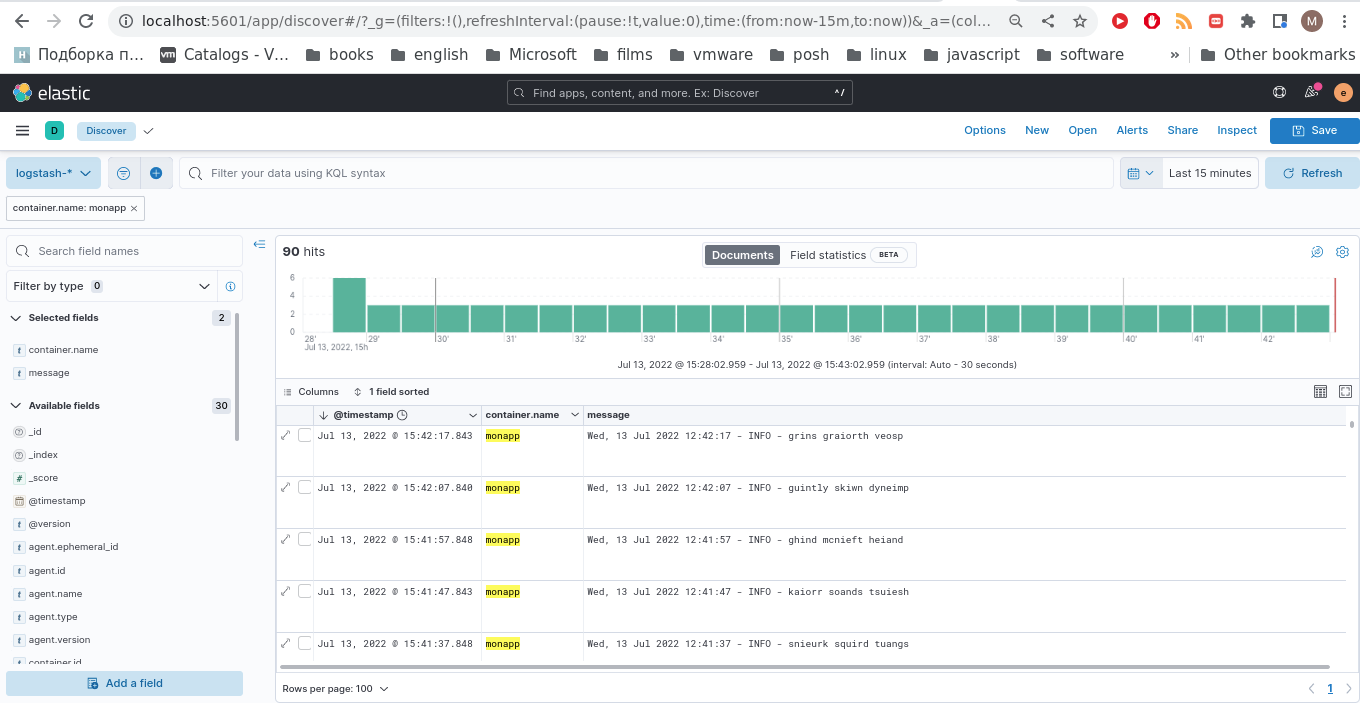 localhost:5601/app/discover#/?_g=(filters:!(),refreshInterval:(pause:!t,value:0),time:(from:now-15m,to:now))&_a=(col...
M
H Подборка п... vm Catalogs - V... books english Microsoft films vmware posh linux javascript software » Other bookmarks
elastic
Find apps, content, and more. Ex: Discover ^/
e
D Discover Options New Open Alerts Share Inspect Save
logstash-* Filter your data using KQL syntax Last 15 minutes Refresh
container.name: monapp ×
Search field names
Filter by type 0
Selected fields 2
container.name
message
Available fields 30
_id
_index
_score
@timestamp
@version
agent.ephemeral_id
agent.id
agent.name
agent.type
agent.version
container.id
Add a field
90 hits
Documents Field statistics BETA
6
4
2
0
28' 29' 30' 31' 32' 33' 34' 35' 36' 37' 38' 39' 40' 41' 42'
Jul 13, 2022, 15h
Jul 13, 2022 @ 15:28:02.959 - Jul 13, 2022 @ 15:43:02.959 (interval: Auto - 30 seconds)
Columns 1 field sorted
@timestamp container.name message
Jul 13, 2022 @ 15:42:17.843 monapp Wed, 13 Jul 2022 12:42:17 - INFO - grins graiorth veosp
Jul 13, 2022 @ 15:42:07.840 monapp Wed, 13 Jul 2022 12:42:07 - INFO - guintly skiwn dyneimp
Jul 13, 2022 @ 15:41:57.848 monapp Wed, 13 Jul 2022 12:41:57 - INFO - ghind mcnieft heiand
Jul 13, 2022 @ 15:41:47.843 monapp Wed, 13 Jul 2022 12:41:47 - INFO - kaiorr soands tsuiesh
Jul 13, 2022 @ 15:41:37.848 monapp Wed, 13 Jul 2022 12:41:37 - INFO - snieurk squird tuangs
Rows per page: 100
1